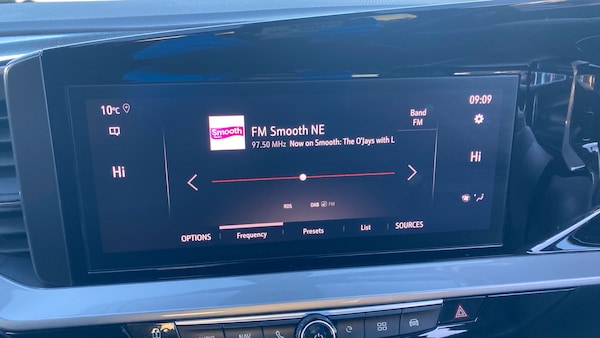 10°C
09:09
Smooth
FM Smooth NE
97.50 MHz Now on Smooth: The O'Jays with L
Band
FM
Hi
Hi
RDS DAB FM
OPTIONS Frequency Presets List SOURCES
NAV